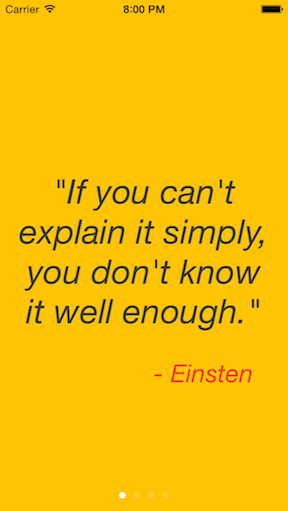 Carrier 8:00 PM
"If you can't
explain it simply,
you don't know
it well enough."
- Einsten